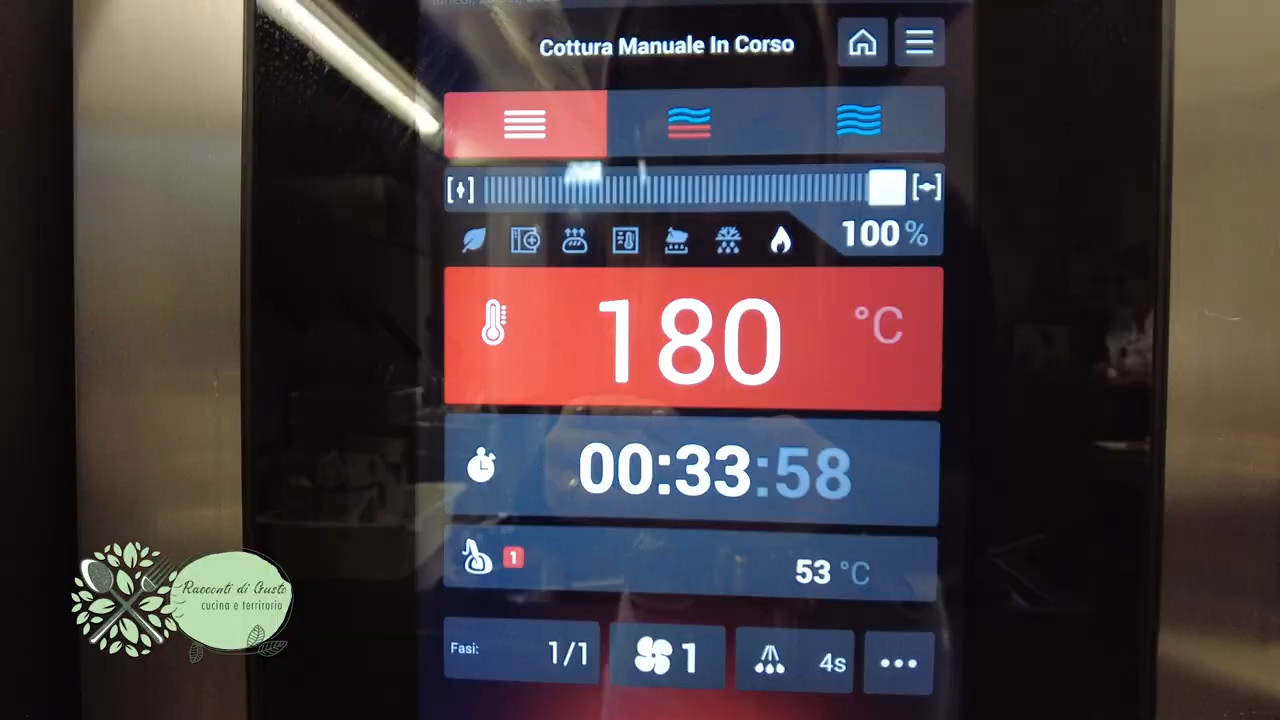 Cottura Manuale In Corso
100%
180 °C
00:33:58
1
53 °C
Fasi: 1/1
1
4s
Racconti di Gusto
cucina e territorio